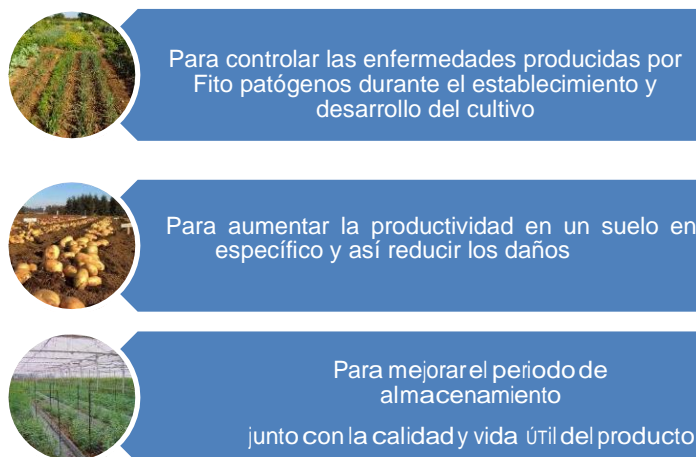 Para controlar las enfermedades producidas por
Fito patógenos durante el establecimiento y
desarrollo del cultivo
Para aumentar la productividad en un suelo en
específico y así reducir los daños
Para mejorar el periodo de
almacenamiento
junto con la calidad y vida ÚTil del producto